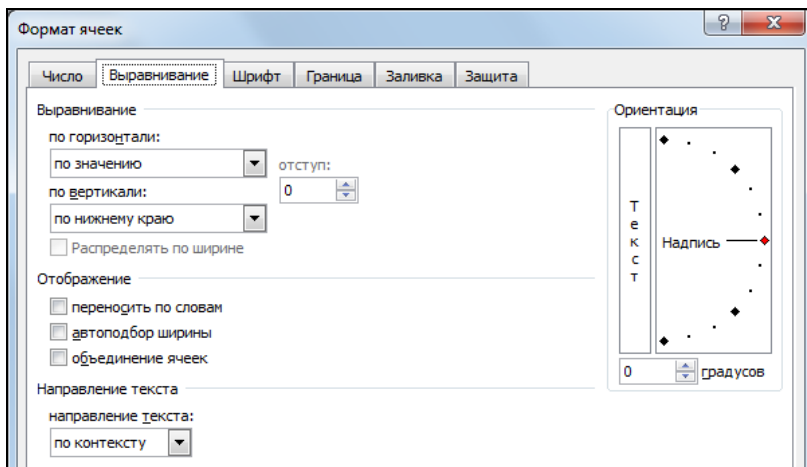 Формат ячеек
Число Выравнивание Шрифт Граница Заливка Защита
Выравнивание
по горизонтали:
по значению
отступ:
0
по вертикали:
по нижнему краю
Распределять по ширине
Отображение
переносить по словам
автоподбор ширины
объединение ячеек
Направление текста
направление текста:
по контексту
Ориентация
Текст
Надпись
0 градусов